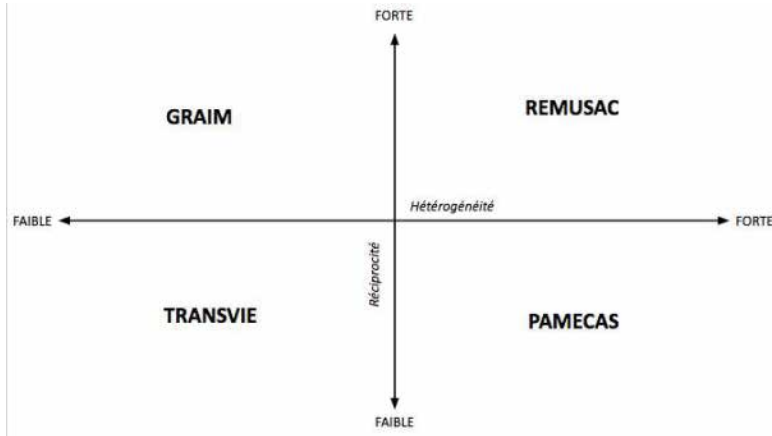 FORTE
GRAIM
REMUSAC
Hétérogénéité
FAIBLE
FORTE
Réciprocité
TRANSVIE
PAMECAS
FAIBLE